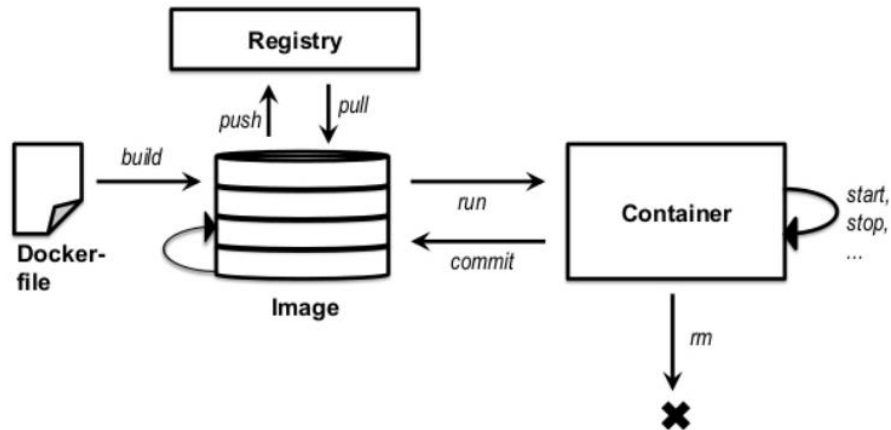 Registry
push
pull
build
Docker-
file
Image
run
commit
Container
start,
stop,
...
rm